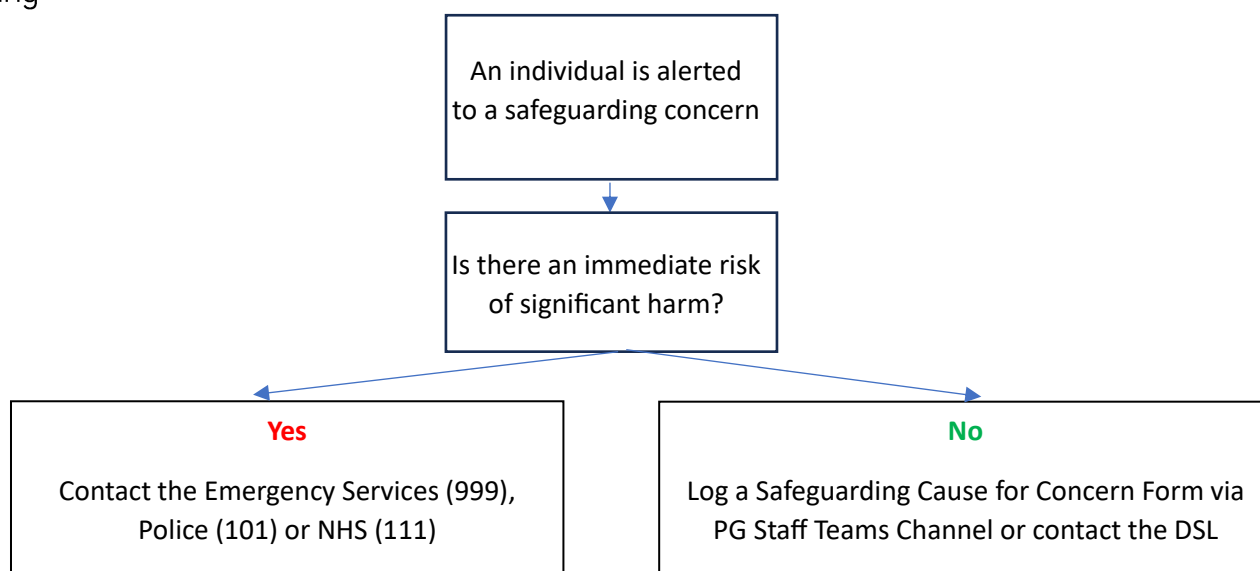 An individual is alerted
to a safeguarding concern
Is there an immediate risk
of significant harm?
Yes
Contact the Emergency Services (999),
Police (101) or NHS (111)
No
Log a Safeguarding Cause for Concern Form via
PG Staff Teams Channel or contact the DSL